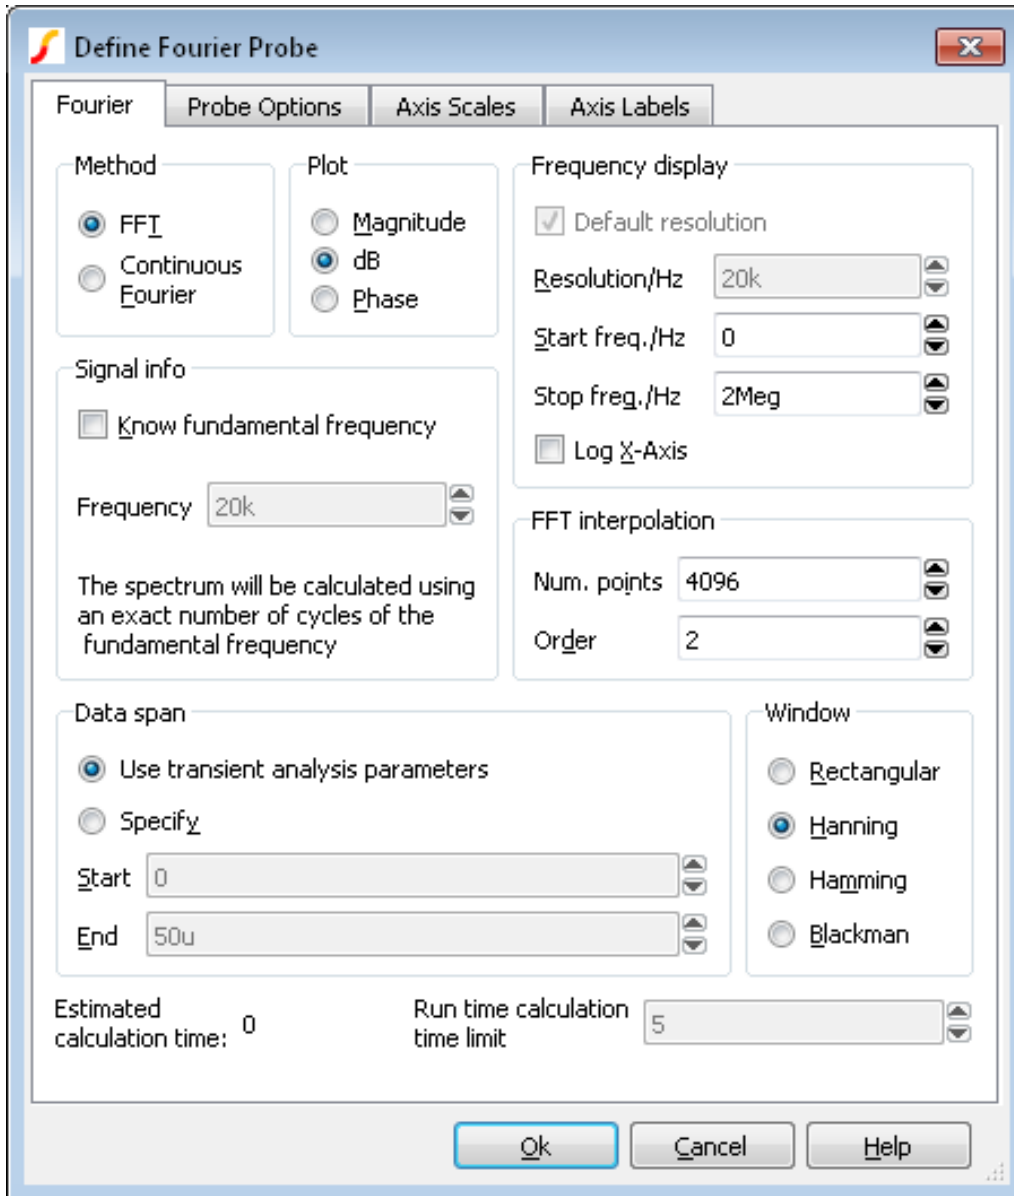 Define Fourier Probe
Fourier
Probe Options
Axis Scales
Axis Labels
Method
FFT
Continuous
Fourier
Plot
Magnitude
dB
Phase
Frequency display
Default resolution
Resolution/Hz 20k
Start freq./Hz 0
Stop freq./Hz 2Meg
Log X-Axis
Signal info
Know fundamental frequency
Frequency 20k
The spectrum will be calculated using
an exact number of cycles of the
fundamental frequency
FFT interpolation
Num. points 4096
Order 2
Data span
Use transient analysis parameters
Specify
Start 0
End 50u
Window
Rectangular
Hanning
Hamming
Blackman
Estimated
calculation time: 0
Run time calculation
time limit 5
Ok
Cancel
Help